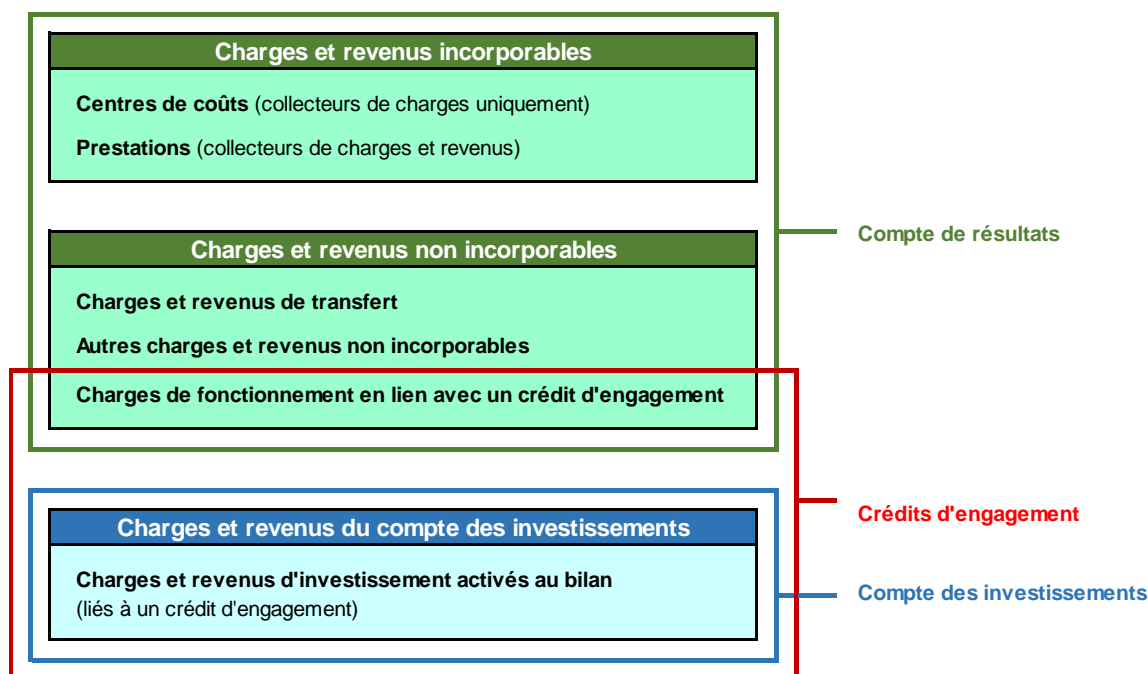 Charges et revenus incorporables
Centres de coûts (collecteurs de charges uniquement)
Prestations (collecteurs de charges et revenus)
Charges et revenus non incorporables
Charges et revenus de transfert
Autres charges et revenus non incorporables
Charges de fonctionnement en lien avec un crédit d'engagement
Compte de résultats
Charges et revenus du compte des investissements
Charges et revenus d'investissement activés au bilan
(liés à un crédit d'engagement)
Crédits d'engagement
Compte des investissements